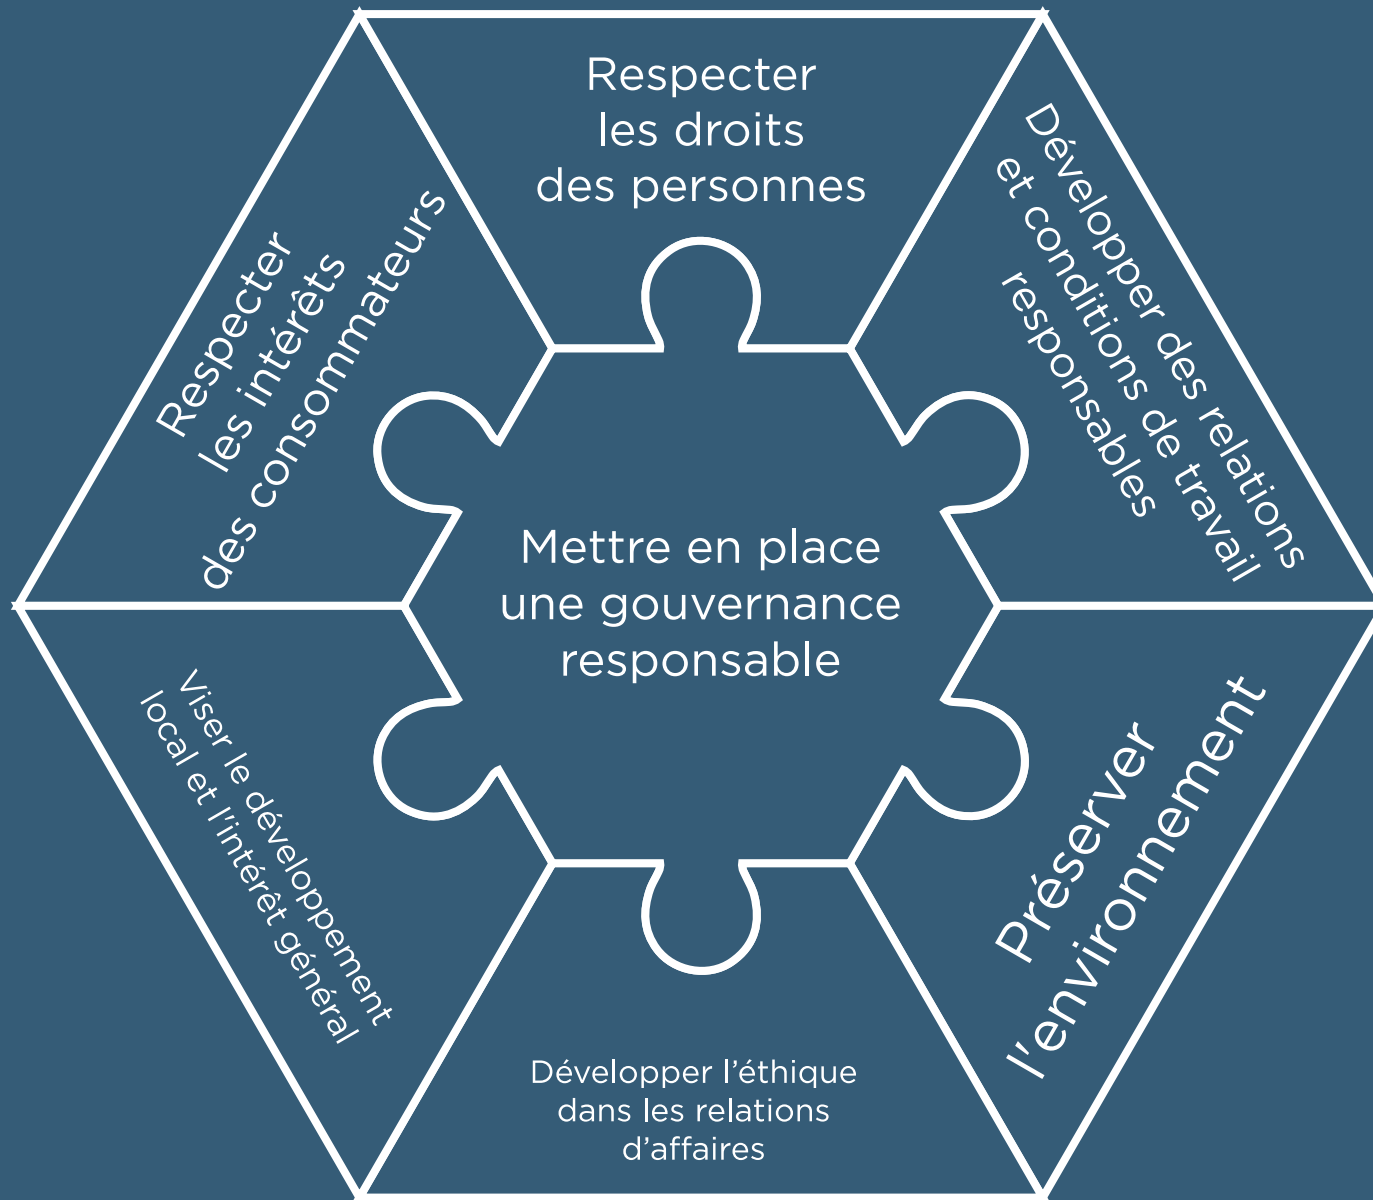 Respecter
les droits
des personnes
Développer des relations
et conditions de travail
responsables
Préserver
l'environnement
Développer l’éthique
dans les relations
d’affaires
Viser le développement
local et l'intérêt général
Respecter
les intérêts
des consommateurs
Mettre en place
une gouvernance
responsable